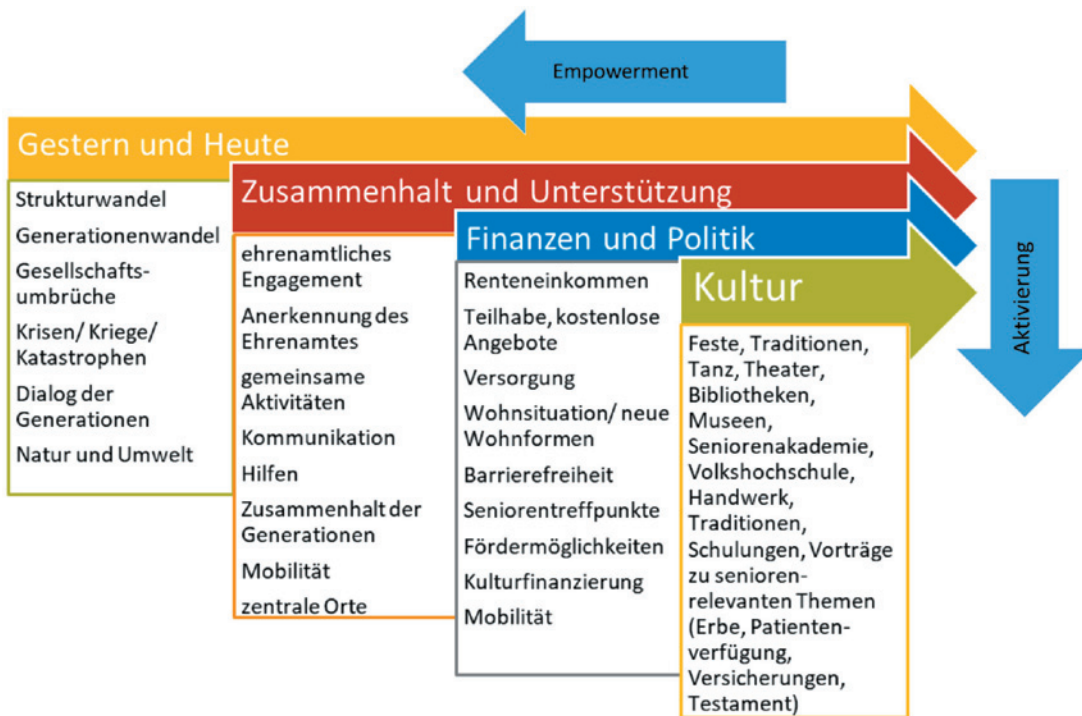 Empowerment
Gestern und Heute
Strukturwandel
Generationenwandel
Gesellschafts-
umbrüche
Krisen/ Kriege/
Katastrophen
Dialog der
Generationen
Natur und Umwelt
Zusammenhalt und Unterstützung
ehrenamtliches
Engagement
Anerkennung des
Ehrenamtes
gemeinsame
Aktivitäten
Kommunikation
Hilfen
Zusammenhalt der
Generationen
Mobilität
zentrale Orte
Finanzen und Politik
Renteneinkommen
Teilhabe, kostenlose
Angebote
Versorgung
Wohnsituation/ neue
Wohnformen
Barrierefreiheit
Seniorentreffpunkte
Fördermöglichkeiten
Kulturfinanzierung
Mobilität
Kultur
Feste, Traditionen,
Tanz, Theater,
Bibliotheken,
Museen,
Seniorenakademie,
Volkshochschule,
Handwerk,
Traditionen,
Schulungen, Vorträge
zu senioren-
relevanten Themen
(Erbe, Patienten-
verfügung,
Versicherungen,
Testament)
Aktivierung